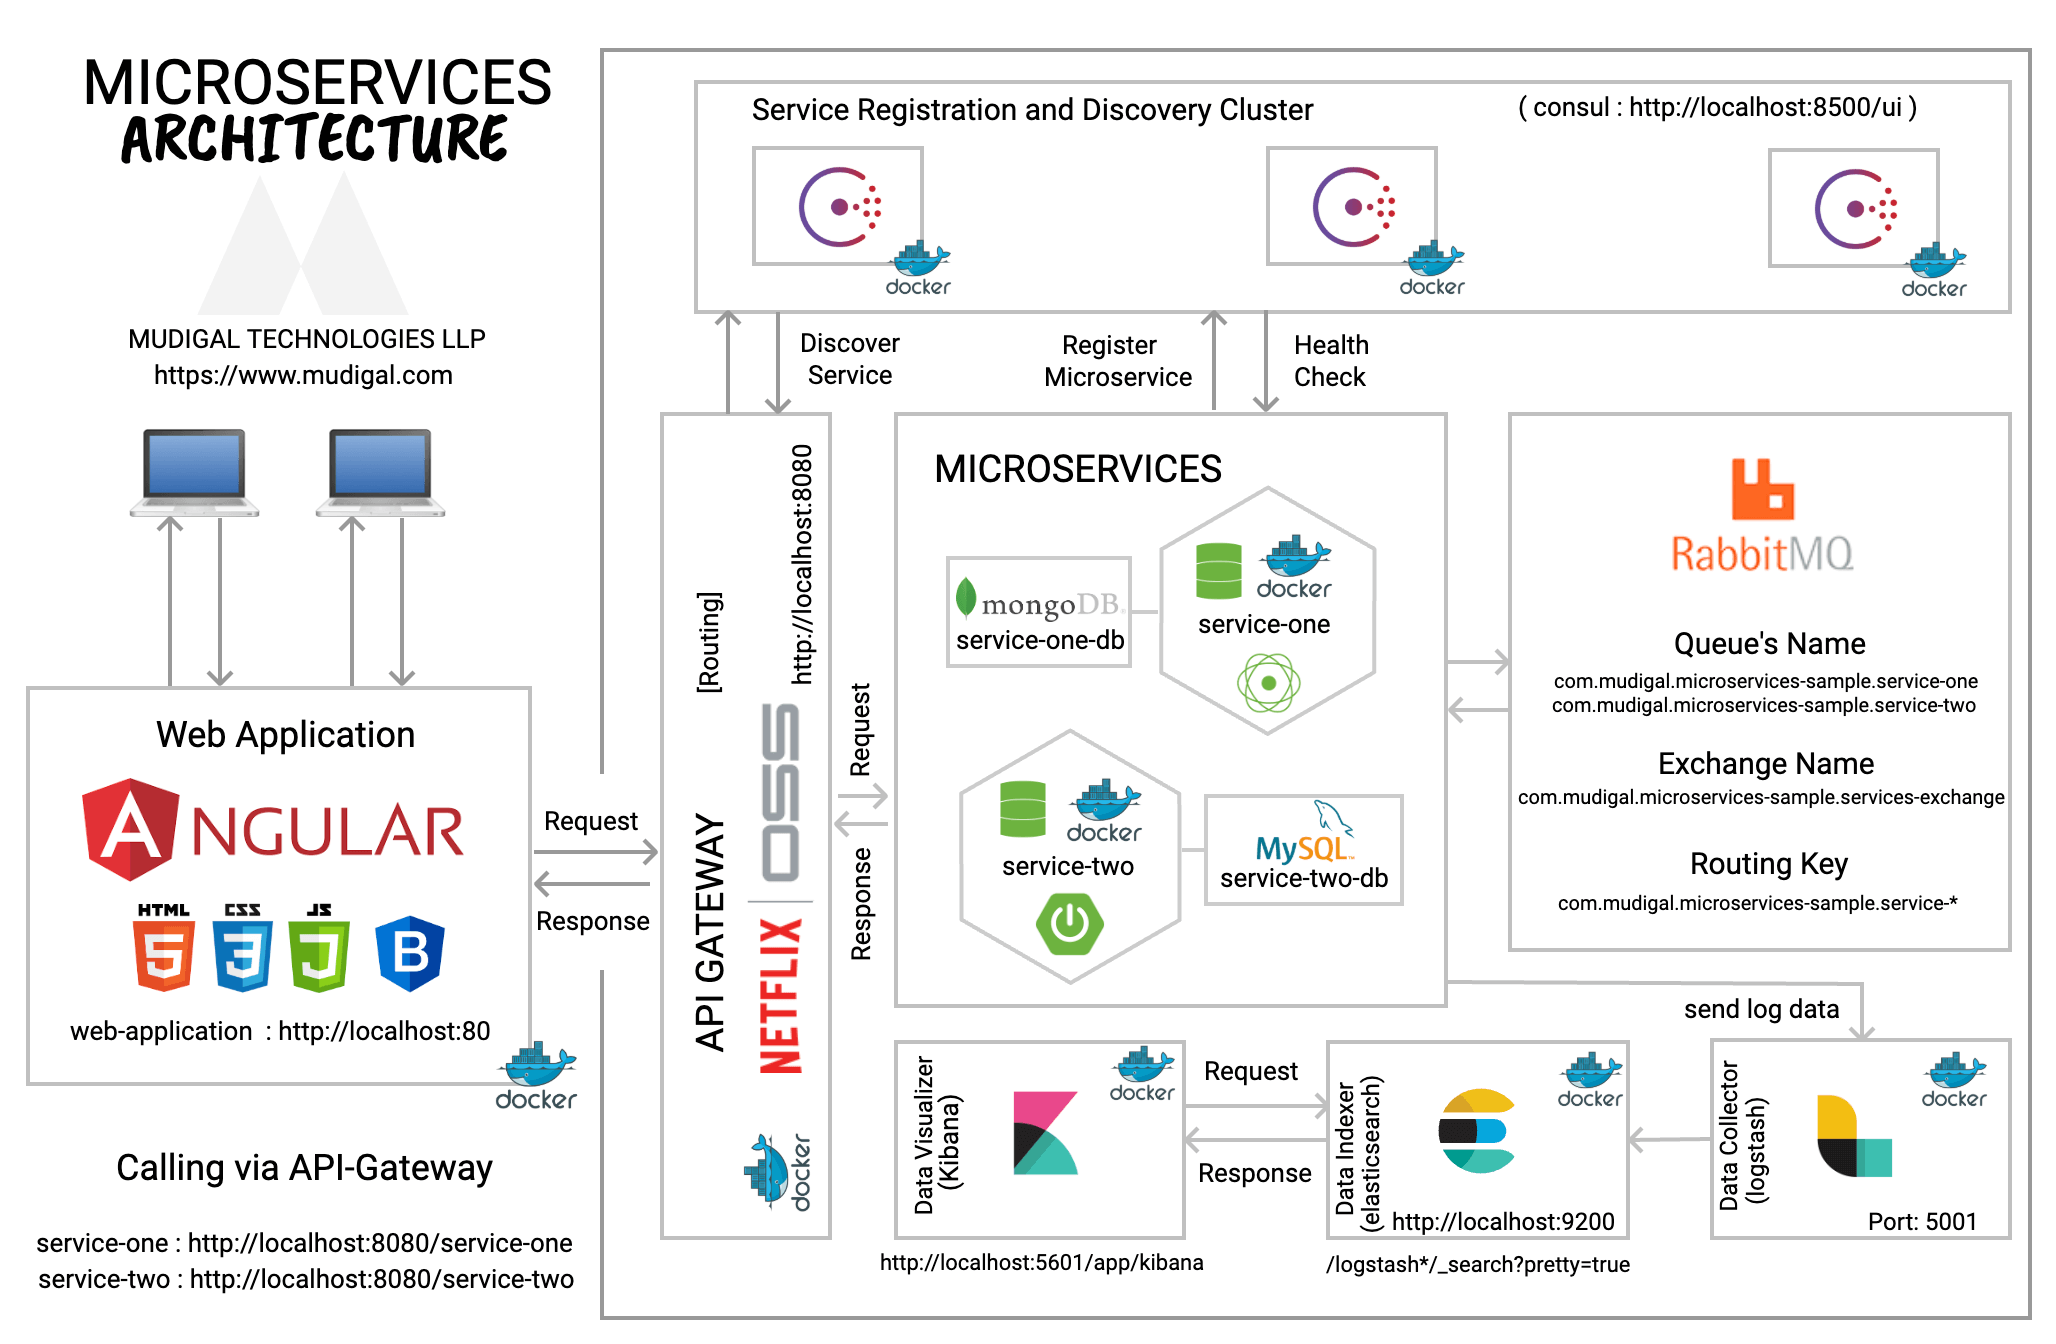 MICROSERVICES
ARCHITECTURE
MUDIGAL TECHNOLOGIES LLP
https://www.mudigal.com
Web Application
ANGULAR
HTML
5
CSS
3
JS
J
B
web-application : http://localhost:80
docker
Calling via API-Gateway
service-one : http://localhost:8080/service-one
service-two : http://localhost:8080/service-two
Request
Response
Service Registration and Discovery Cluster
( consul : http://localhost:8500/ui )
docker
docker
docker
Discover
Service
Register
Microservice
Health
Check
API GATEWAY
[Routing]
NETFLIX
OSS
http://localhost:8080
docker
Request
Response
MICROSERVICES
mongoDB
service-one-db
docker
service-one
docker
service-two
MySQL
service-two-db
RabbitMQ
Queue's Name
com.mudigal.microservices-sample.service-one
com.mudigal.microservices-sample.service-two
Exchange Name
com.mudigal.microservices-sample.services-exchange
Routing Key
com.mudigal.microservices-sample.service-*
send log data
Data Visualizer
(Kibana)
docker
http://localhost:5601/app/kibana
Request
Response
Data Indexer
(elasticsearch)
docker
http://localhost:9200
/logstash*/_search?pretty=true
Data Collector
(logstash)
docker
Port: 5001